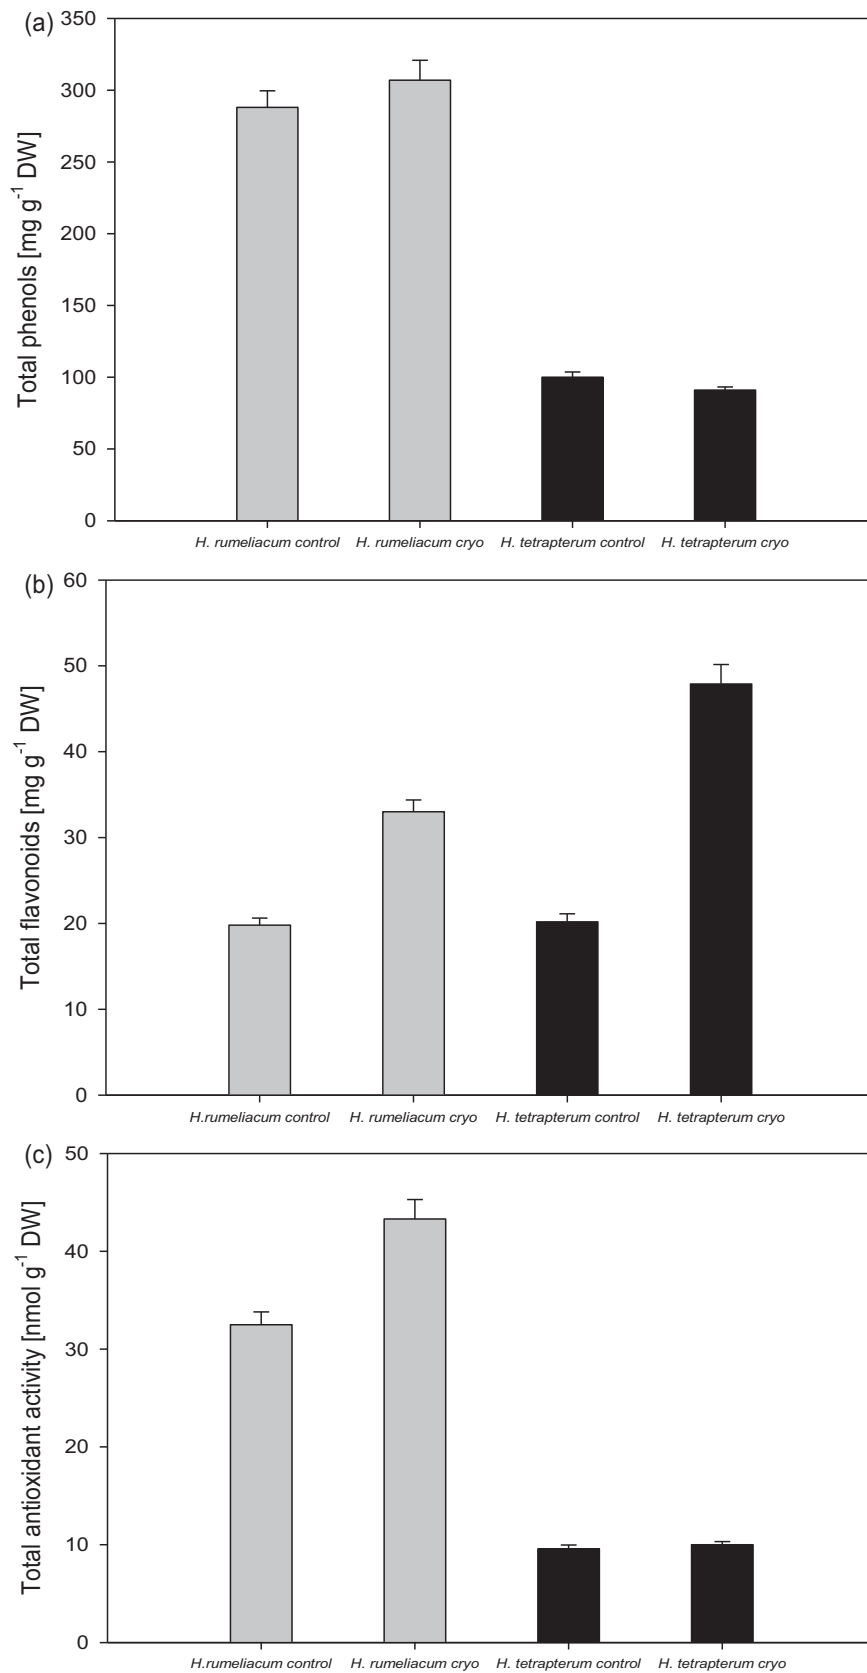 (a)
350
300
250
200
150
100
50
0
Total phenols [mg g⁻¹ DW]
H. rumeliacum control H. rumeliacum cryo H. tetrapterum control H. tetrapterum cryo
(b)
60
50
40
30
20
10
0
Total flavonoids [mg g⁻¹ DW]
H.rumeliacum control H. rumeliacum cryo H. tetrapterum control H. tetrapterum cryo
(c)
50
40
30
20
10
0
Total antioxidant activity [nmol g⁻¹ DW]
H.rumeliacum control H. rumeliacum cryo H. tetrapterum control H. tetrapterum cryo